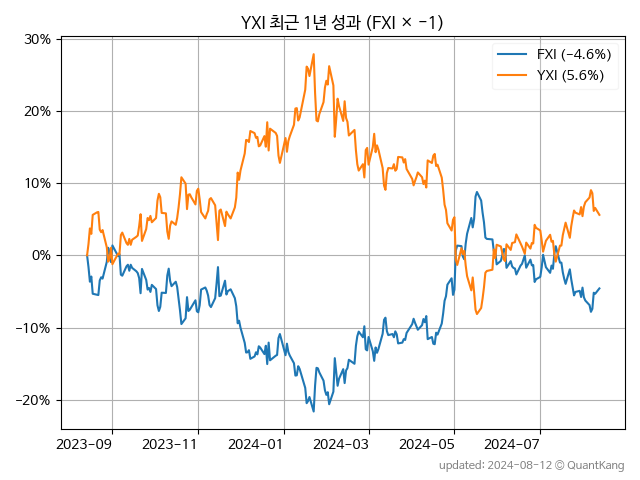 YXI 최근 1년 성과 (FXI × −1)
30%
20%
10%
0%
−10%
−20%
FXI (−4.6%)
YXI (5.6%)
2023-09 2023-11 2024-01 2024-03 2024-05 2024-07
updated: 2024-08-12 © QuantKang